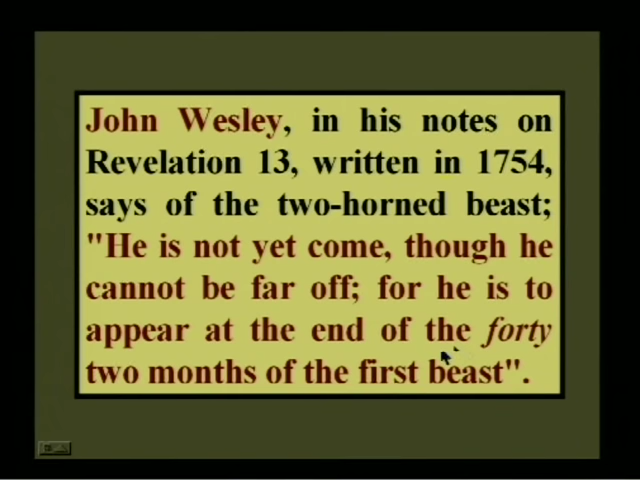 John Wesley, in his notes on
Revelation 13, written in 1754,
says of the two-horned beast;
"He is not yet come, though he
cannot be far off; for he is to
appear at the end of the forty
two months of the first beast".